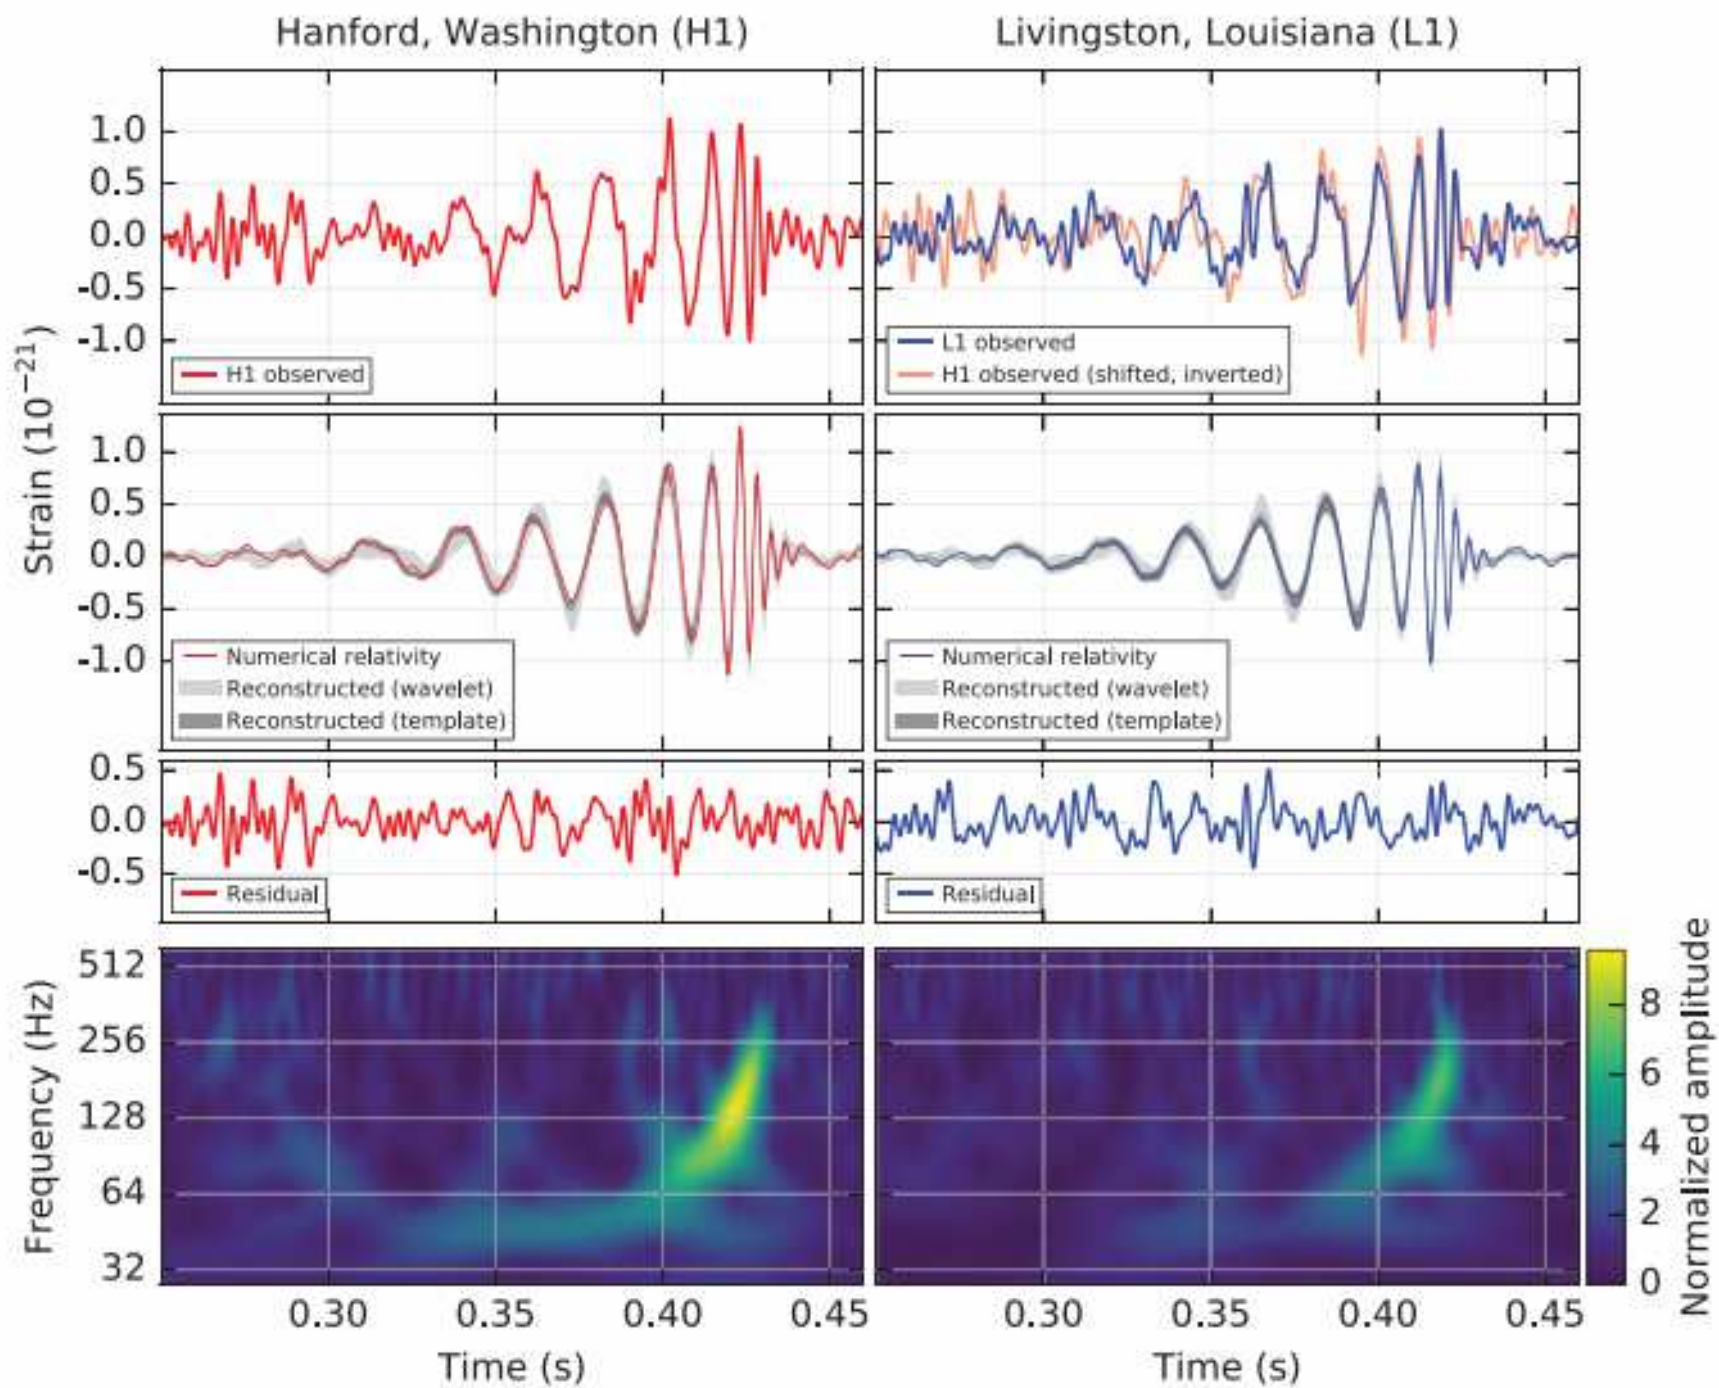 Hanford, Washington (H1)
Livingston, Louisiana (L1)
Strain (10⁻²¹)
1.0
0.5
0.0
-0.5
-1.0
H1 observed
L1 observed
H1 observed (shifted, inverted)
1.0
0.5
0.0
-0.5
-1.0
Numerical relativity
Reconstructed (wavelet)
Reconstructed (template)
Numerical relativity
Reconstructed (wavelet)
Reconstructed (template)
0.5
0.0
-0.5
Residual
Residual
Frequency (Hz)
512
256
128
64
32
Normalized amplitude
8
6
4
2
0
0.30 0.35 0.40 0.45
0.30 0.35 0.40 0.45
Time (s)
Time (s)